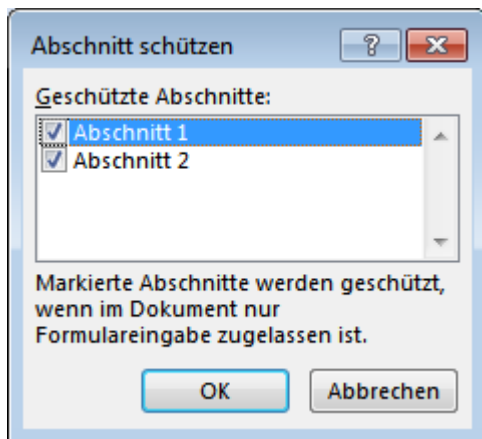 Abschnitt schützen
?
Geschützte Abschnitte:
Abschnitt 1
Abschnitt 2
Markierte Abschnitte werden geschützt,
wenn im Dokument nur
Formulareingabe zugelassen ist.
OK
Abbrechen